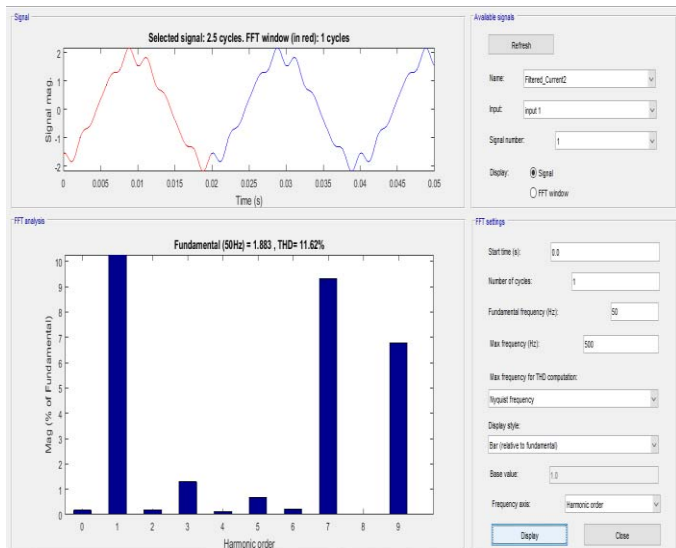 Signal
Selected signal: 2.5 cycles. FFT window (in red): 1 cycles
Signal mag.
2
1
0
-1
-2
0 0.005 0.01 0.015 0.02 0.025 0.03 0.035 0.04 0.045 0.05
Time (s)
Available signals
Refresh
Name: Filtered_Current2
Input: input 1
Signal number: 1
Display: Signal
FFT window
FFT analysis
Fundamental (50Hz) = 1.883 , THD= 11.62%
Mag (% of Fundamental)
10
9
8
7
6
5
4
3
2
1
0
0 1 2 3 4 5 6 7 8 9
Harmonic order
FFT settings
Start time (s): 0.0
Number of cycles: 1
Fundamental frequency (Hz): 50
Max frequency (Hz): 500
Max frequency for THD computation:
Nyquist frequency
Display style:
Bar (relative to fundamental)
Base value: 1.0
Frequency axis: Harmonic order
Display Close